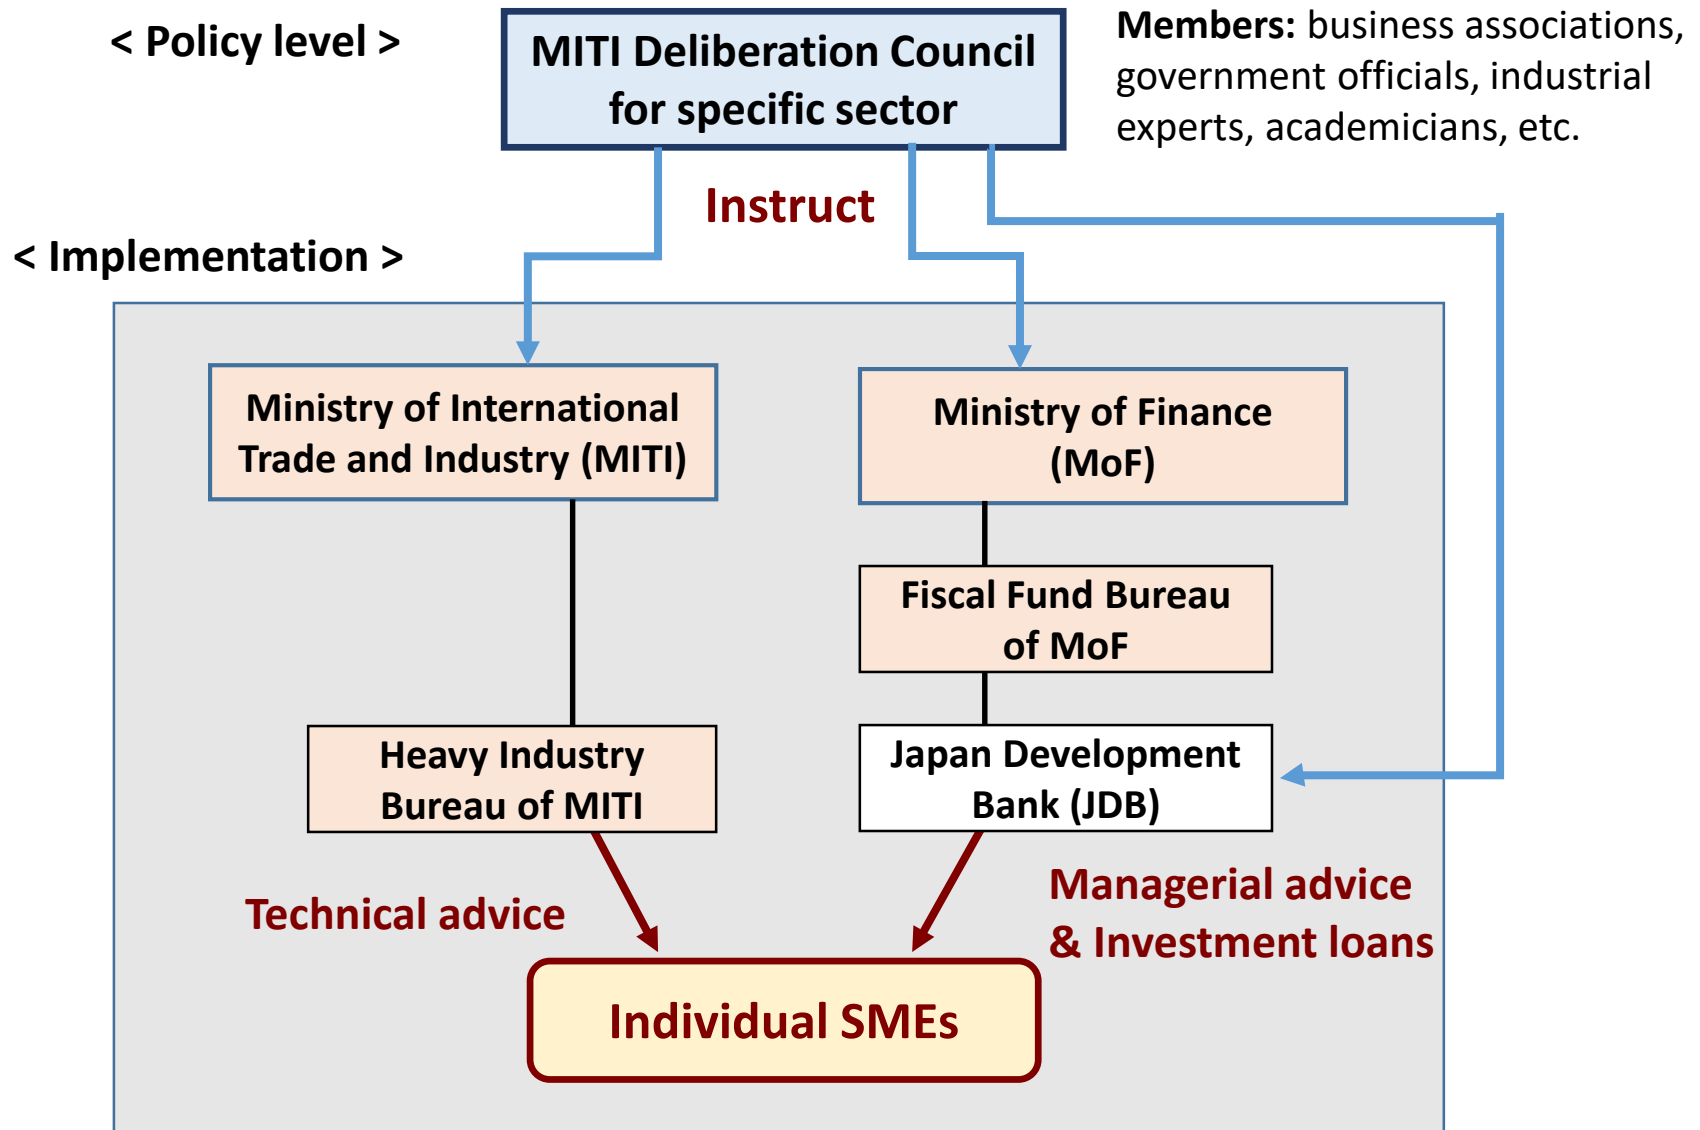 < Policy level >
MITI Deliberation Council
for specific sector
Members: business associations,
government officials, industrial
experts, academicians, etc.
Instruct
< Implementation >
Ministry of International
Trade and Industry (MITI)
Ministry of Finance
(MoF)
Fiscal Fund Bureau
of MoF
Heavy Industry
Bureau of MITI
Japan Development
Bank (JDB)
Technical advice
Managerial advice
& Investment loans
Individual SMEs